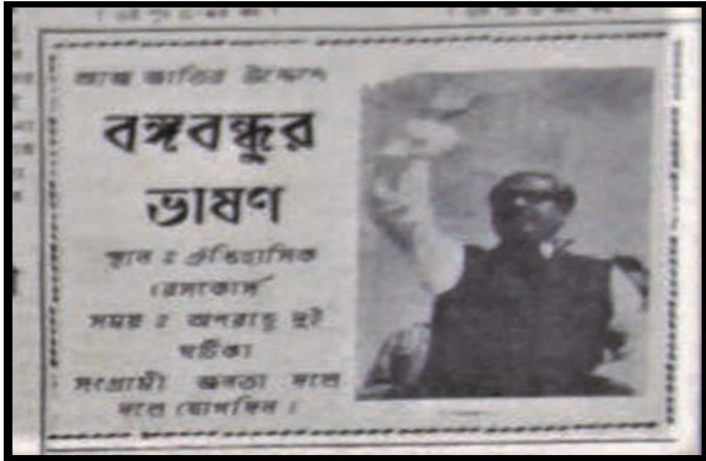 আজ জাতির উদ্দেশে
বঙ্গবন্ধুর
ভাষণ
স্থান ঃ ঐতিহাসিক
রেসকোর্স
সময় ঃ অপরাহ্ণ দুই
ঘটিকা
সংগ্রামী জনতা দলে
দলে যোগদিন ।